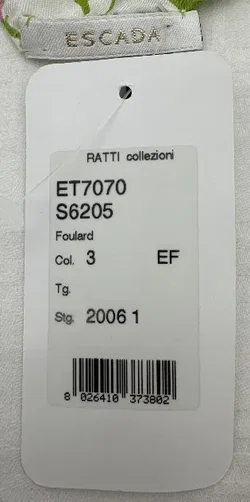 ESCADA
RATTI collezioni
ET7070
S6205
Foulard
Col. 3 EF
Tg.
Stg. 2006 1
8 026410 373802